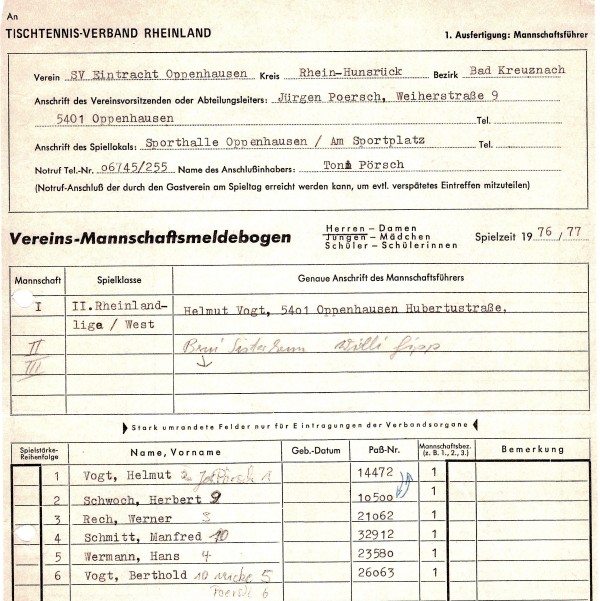 An
TISCHTENNIS-VERBAND RHEINLAND
1. Ausfertigung: Mannschaftsführer
Verein SV Eintracht Oppenhausen Kreis Rhein-Hunsrück Bezirk Bad Kreuznach
Anschrift des Vereinsvorsitzenden oder Abteilungsleiters: Jürgen Poersch, Weiherstraße 9
5401 Oppenhausen Tel.
Anschrift des Spiellokals: Sporthalle Oppenhausen / Am Sportplatz Tel.
Notruf Tel.-Nr. 06745/255 Name des Anschlußinhabers: Toni Pörsch
(Notruf-Anschluß der durch den Gastverein am Spieltag erreicht werden kann, um evtl. verspätetes Eintreffen mitzuteilen)
Vereins-Mannschaftsmeldebogen
Herren – Damen
Jungen – Mädchen
Schüler – Schülerinnen
Spielzeit 19 76 / 77
Mannschaft Spielklasse Genaue Anschrift des Mannschaftsführers
I II.Rheinland-
liga / West
Helmut Vogt, 5401 Oppenhausen Hubertustraße,
II Willi
III
Stark umrandete Felder nur für Eintragungen der Verbandsorgane
Spielstärke-Reihenfolge Name, Vorname Geb.-Datum Paß-Nr. Mannschaftsbez. (z. B. 1., 2., 3.) Bemerkung
1 Vogt, Helmut 14472 1
2 Schwoch, Herbert 9 10500 1
3 Rech, Werner 3 21062 1
4 Schmitt, Manfred 10 32912 1
5 Wermann, Hans 4 23580 1
6 Vogt, Berthold 10 5 26063 1
6